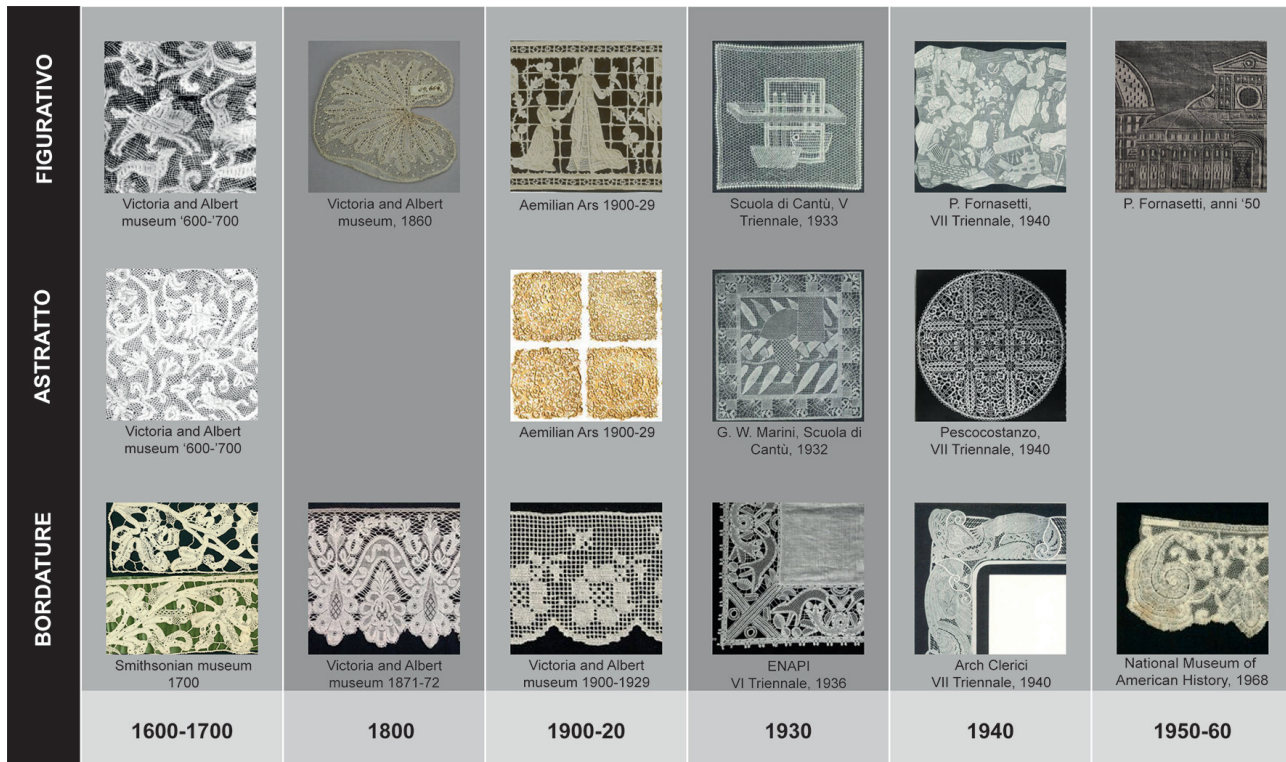 FIGURATIVO
Victoria and Albert
museum ‘600-’700
Victoria and Albert
museum, 1860
Aemilian Ars 1900-29
Scuola di Cantù, V
Triennale, 1933
P. Fornasetti,
VII Triennale, 1940
P. Fornasetti, anni ‘50
ASTRATTO
Victoria and Albert
museum ‘600-’700
Aemilian Ars 1900-29
G. W. Marini, Scuola di
Cantù, 1932
Pescocostanzo,
VII Triennale, 1940
BORDATURE
Smithsonian museum
1700
Victoria and Albert
museum 1871-72
Victoria and Albert
museum 1900-1929
ENAPI
VI Triennale, 1936
Arch Clerici
VII Triennale, 1940
National Museum of
American History, 1968
1600-1700
1800
1900-20
1930
1940
1950-60